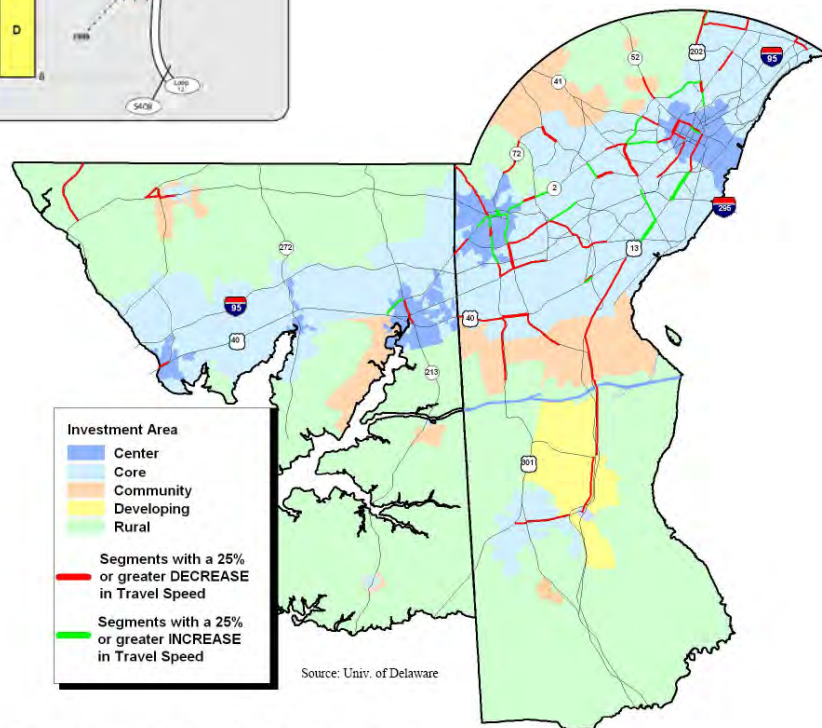 D
Loop
202
95
52
41
72
2
295
13
272
95
40
40
213
301
Investment Area
Center
Core
Community
Developing
Rural
Segments with a 25%
or greater DECREASE
in Travel Speed
Segments with a 25%
or greater INCREASE
in Travel Speed
Source: Univ. of Delaware